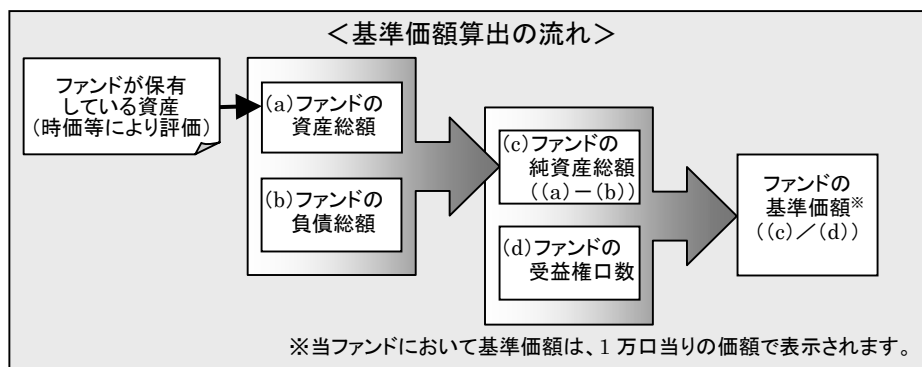 ＜基準価額算出の流れ＞
ファンドが保有
している資産
(時価等により評価)
(a)ファンドの
資産総額
(b)ファンドの
負債総額
(c)ファンドの
純資産総額
((a)－(b))
(d)ファンドの
受益権口数
ファンドの
基準価額※
((c)／(d))
※当ファンドにおいて基準価額は、1万口当りの価額で表示されます。